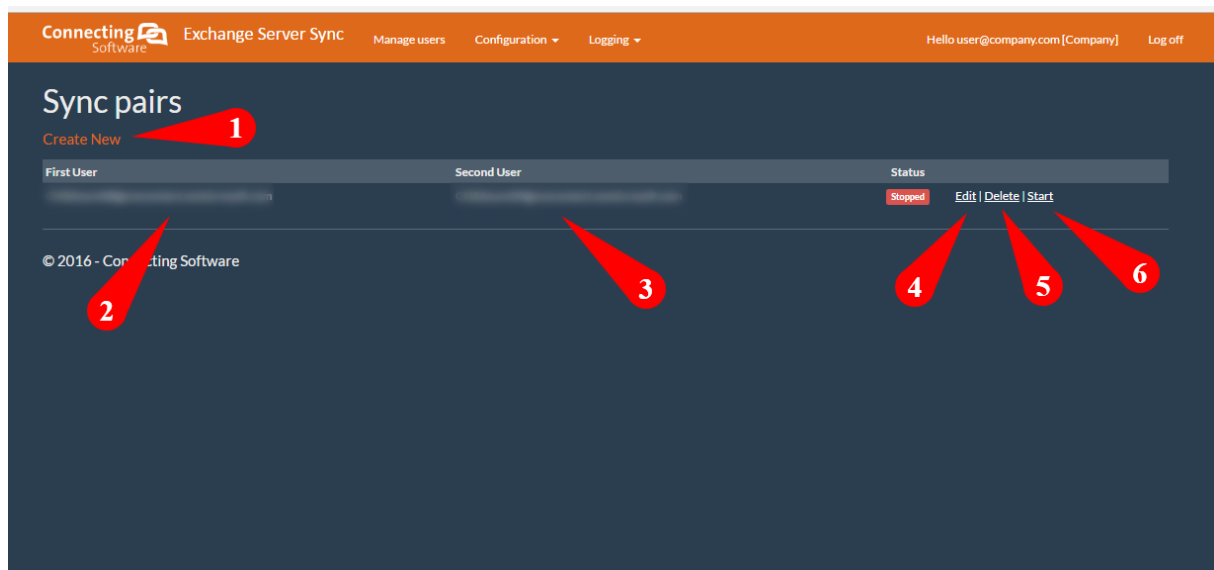 Connecting Software Exchange Server Sync Manage users Configuration Logging Hello user@company.com [Company] Log off
Sync pairs
Create New 1
First User Second User Status
Stopped Edit | Delete | Start
© 2016 - Connecting Software
2 3 4 5 6